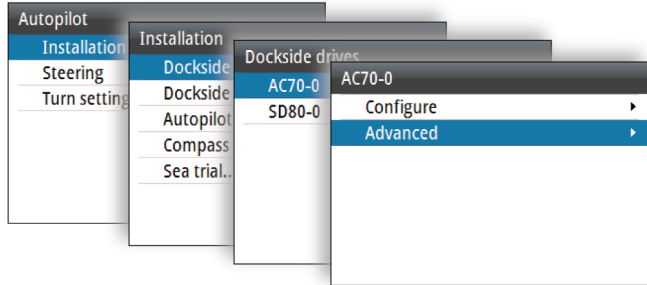 Autopilot
Installation
Steering
Turn setting
Installation
Dockside
Dockside
Autopilot
Compass
Sea trial..
Dockside drives
AC70-0
SD80-0
AC70-0
Configure
Advanced